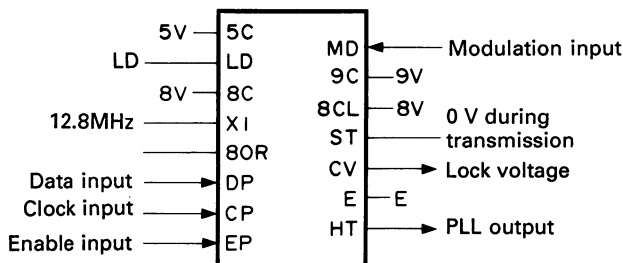 5V 5C
MD Modulation input
LD LD
9C 9V
8V 8C
8CL 8V
12.8MHz XI
ST 0 V during
transmission
80R
CV Lock voltage
Data input DP
E E
Clock input CP
HT PLL output
Enable input EP